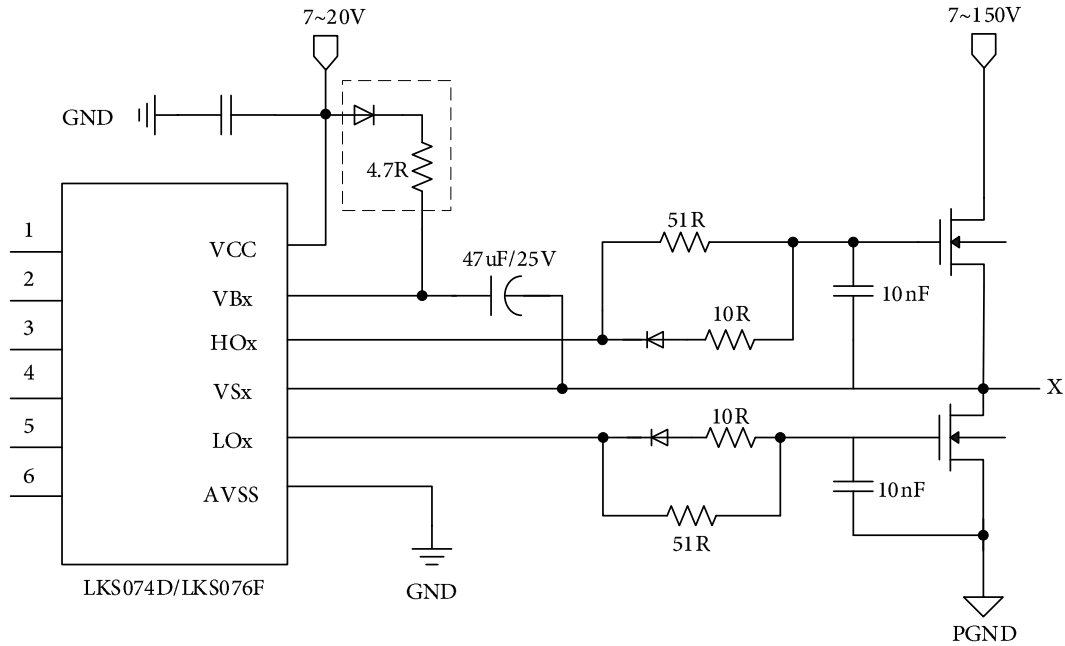 7~20V
7~150V
GND
4.7R
1
2
3
4
5
6
VCC
VBx
HOx
VSx
LOx
AVSS
47uF/25V
51R
10R
10nF
X
10R
10nF
51R
GND
LKS074D/LKS076F
PGND